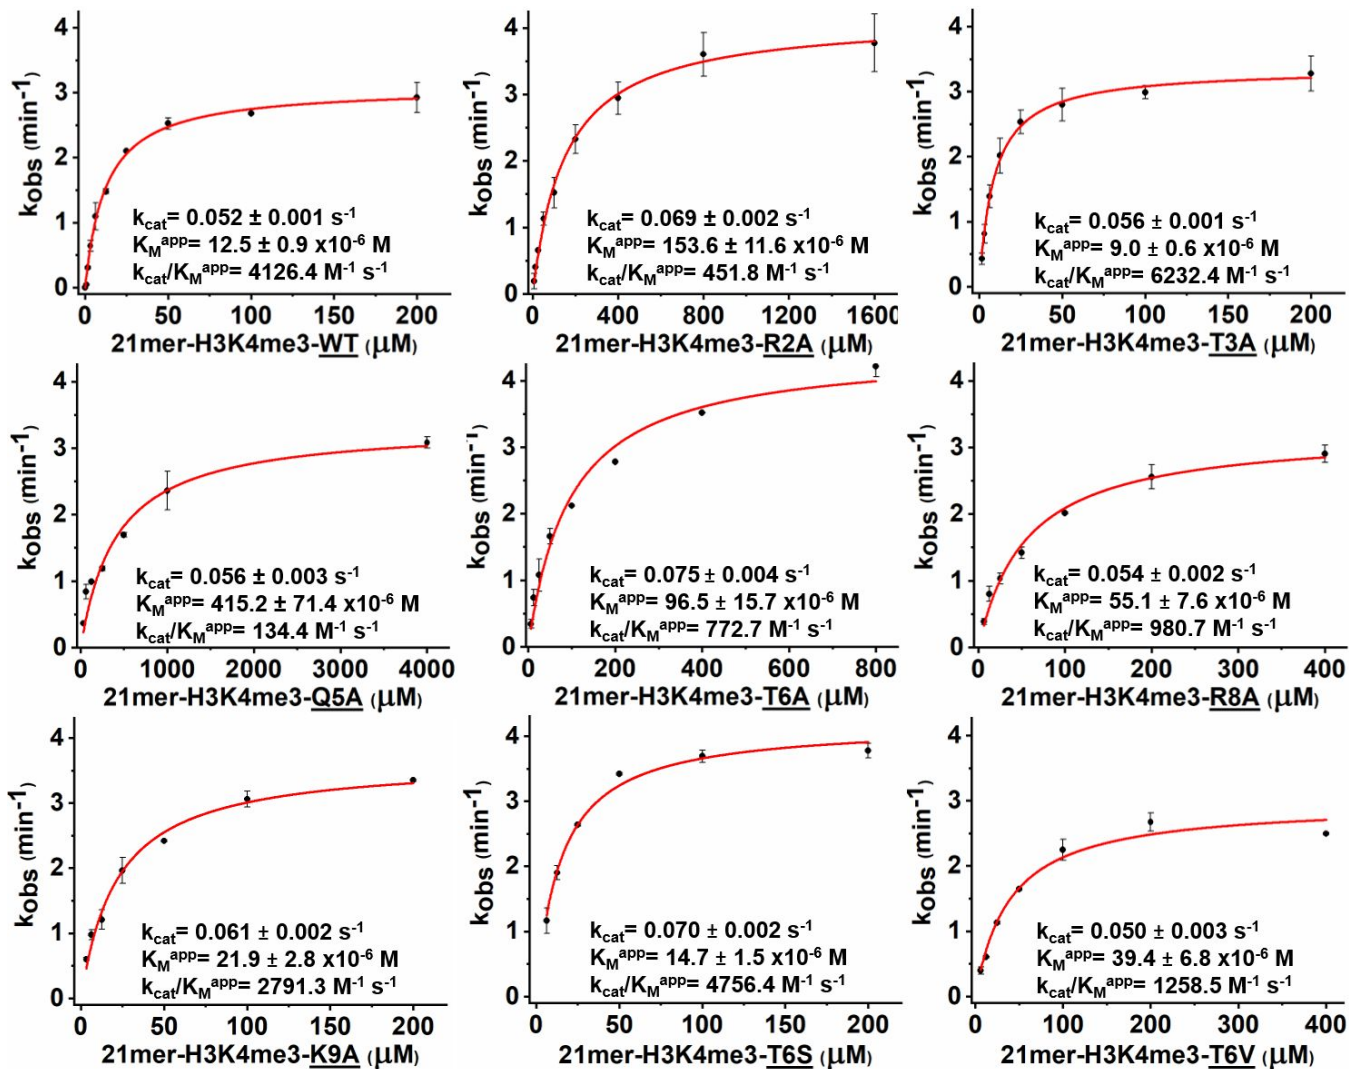 kobs (min-1)
4
3
2
1
0
kcat= 0.052 ± 0.001 s-1
KMapp= 12.5 ± 0.9 x10-6 M
kcat/KMapp= 4126.4 M-1 s-1
0 50 100 150 200
21mer-H3K4me3-WT (μM)
kobs (min-1)
4
3
2
1
0
kcat= 0.069 ± 0.002 s-1
KMapp= 153.6 ± 11.6 x10-6 M
kcat/KMapp= 451.8 M-1 s-1
0 400 800 1200 1600
21mer-H3K4me3-R2A (μM)
kobs (min-1)
4
3
2
1
0
kcat= 0.056 ± 0.001 s-1
KMapp= 9.0 ± 0.6 x10-6 M
kcat/KMapp= 6232.4 M-1 s-1
0 50 100 150 200
21mer-H3K4me3-T3A (μM)
kobs (min-1)
4
3
2
1
0
kcat= 0.056 ± 0.003 s-1
KMapp= 415.2 ± 71.4 x10-6 M
kcat/KMapp= 134.4 M-1 s-1
0 1000 2000 3000 4000
21mer-H3K4me3-Q5A (μM)
kobs (min-1)
4
3
2
1
0
kcat= 0.075 ± 0.004 s-1
KMapp= 96.5 ± 15.7 x10-6 M
kcat/KMapp= 772.7 M-1 s-1
0 200 400 600 800
21mer-H3K4me3-T6A (μM)
kobs (min-1)
4
3
2
1
0
kcat= 0.054 ± 0.002 s-1
KMapp= 55.1 ± 7.6 x10-6 M
kcat/KMapp= 980.7 M-1 s-1
0 100 200 300 400
21mer-H3K4me3-R8A (μM)
kobs (min-1)
4
3
2
1
0
kcat= 0.061 ± 0.002 s-1
KMapp= 21.9 ± 2.8 x10-6 M
kcat/KMapp= 2791.3 M-1 s-1
0 50 100 150 200
21mer-H3K4me3-K9A (μM)
kobs (min-1)
4
3
2
1
0
kcat= 0.070 ± 0.002 s-1
KMapp= 14.7 ± 1.5 x10-6 M
kcat/KMapp= 4756.4 M-1 s-1
0 50 100 150 200
21mer-H3K4me3-T6S (μM)
kobs (min-1)
4
3
2
1
0
kcat= 0.050 ± 0.003 s-1
KMapp= 39.4 ± 6.8 x10-6 M
kcat/KMapp= 1258.5 M-1 s-1
0 100 200 300 400
21mer-H3K4me3-T6V (μM)